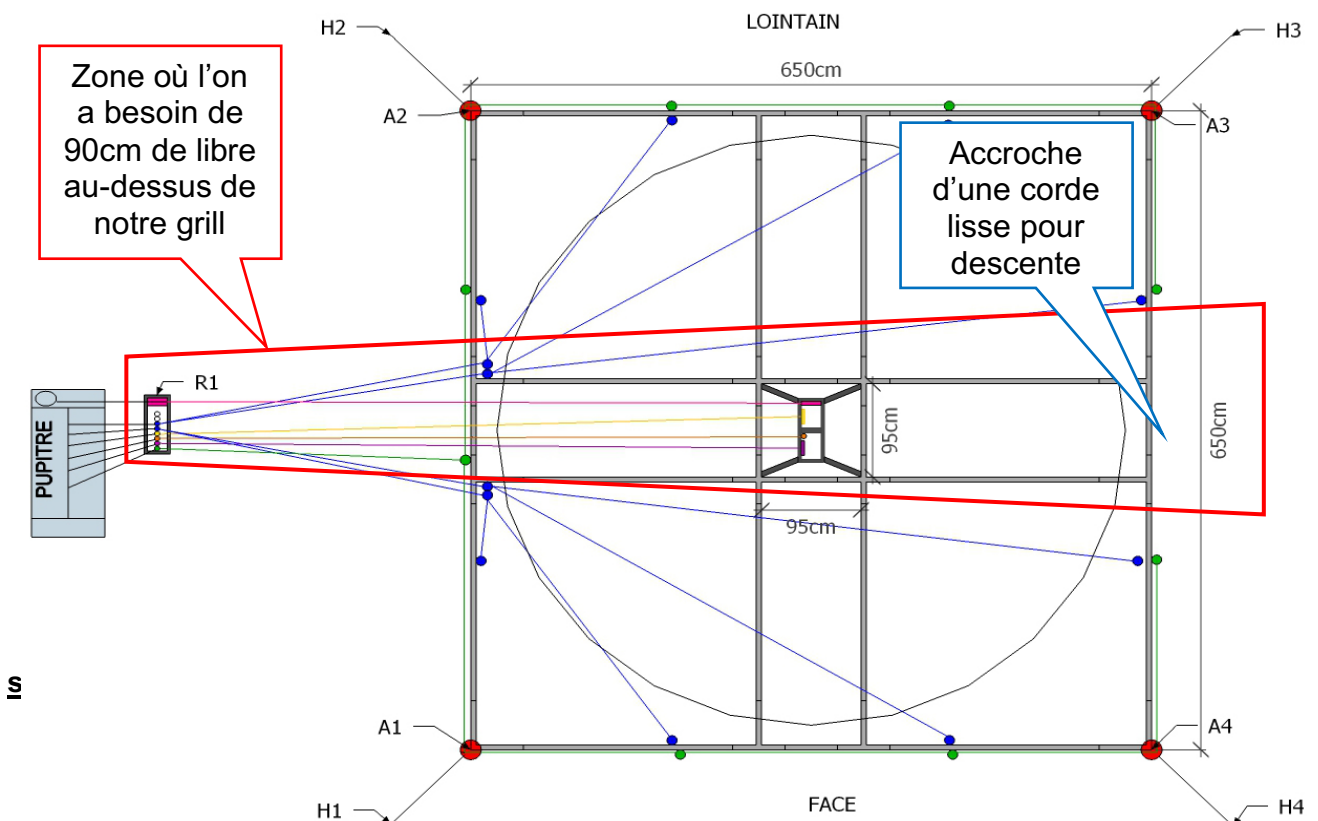 LOINTAIN
H2
H3
650cm
Zone où l’on
a besoin de
90cm de libre
au-dessus de
notre grill
A2
A3
Accroche
d’une corde
lisse pour
descente
R1
PUPITRE
95cm
650cm
95cm
s
A1
A4
FACE
H1
H4